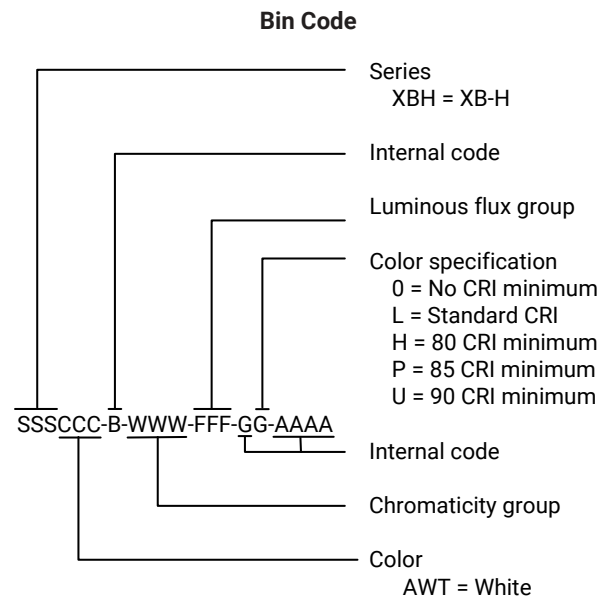 Bin Code
Series
XBH = XB-H
Internal code
Luminous flux group
Color specification
0 = No CRI minimum
L = Standard CRI
H = 80 CRI minimum
P = 85 CRI minimum
U = 90 CRI minimum
SSSCCC-B-WWW-FFF-GG-AAAA
Internal code
Chromaticity group
Color
AWT = White